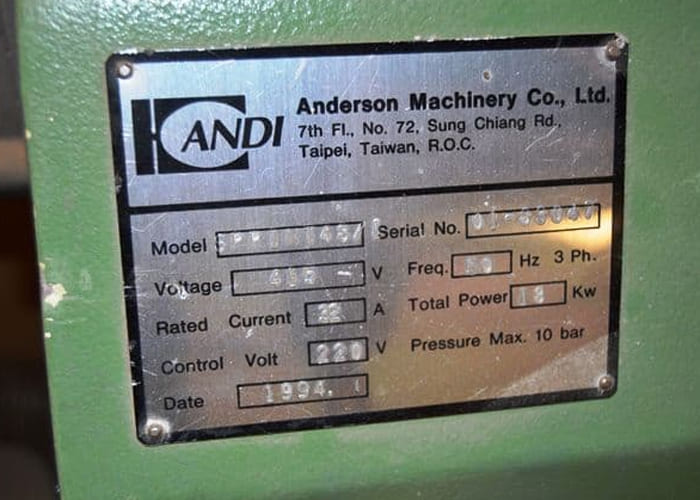 ANDI
Anderson Machinery Co., Ltd.
7th Fl., No. 72, Sung Chiang Rd.,
Taipei, Taiwan, R.O.C.
Model
Serial No.
Voltage V
Freq. Hz 3 Ph.
Rated Current A
Total Power Kw
Control Volt 220 V
Pressure Max. 10 bar
Date 1994. 1